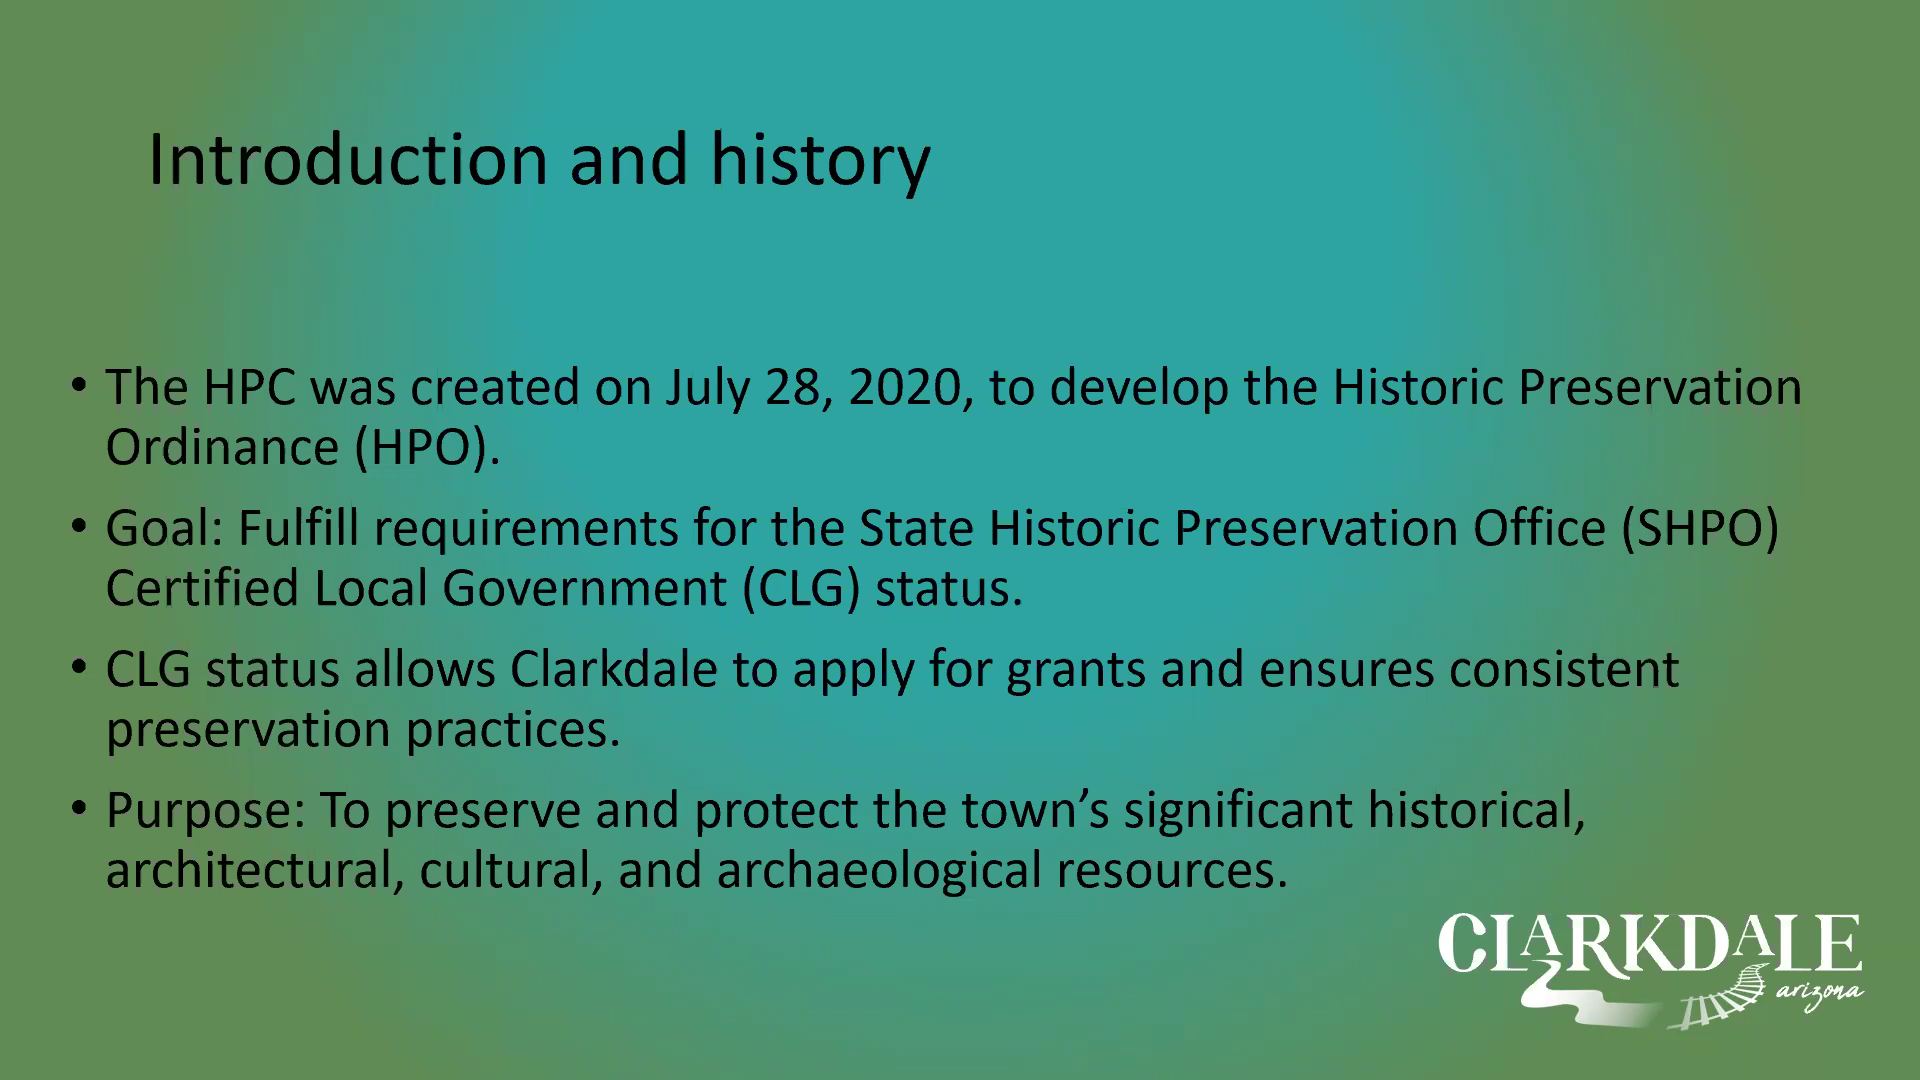 Introduction and history
• The HPC was created on July 28, 2020, to develop the Historic Preservation
Ordinance (HPO).
• Goal: Fulfill requirements for the State Historic Preservation Office (SHPO)
Certified Local Government (CLG) status.
• CLG status allows Clarkdale to apply for grants and ensures consistent
preservation practices.
• Purpose: To preserve and protect the town’s significant historical,
architectural, cultural, and archaeological resources.
CLARKDALE
arizona